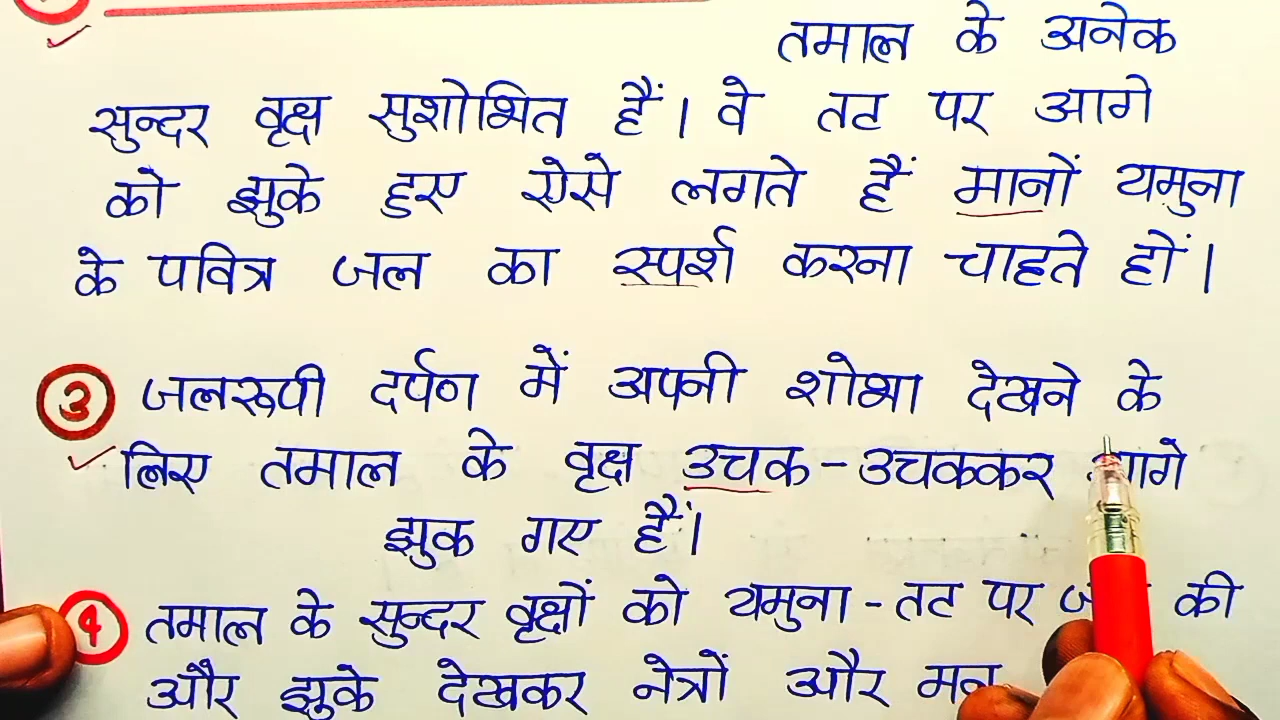 तमाल के अनेक
सुन्दर वृक्ष सुशोभित हैं। वे तट पर आगे
को झुके हुए ऐसे लगते हैं मानों यमुना
के पवित्र जल का स्पर्श करना चाहते हों।
③ जलरूपी दर्पण में अपनी शोभा देखने के
लिए तमाल के वृक्ष उचक-उचककर
झुक गए हैं।
④ तमाल के सुन्दर वृक्षों को यमुना-तट पर की
और झुके देखकर नेत्रों और मन